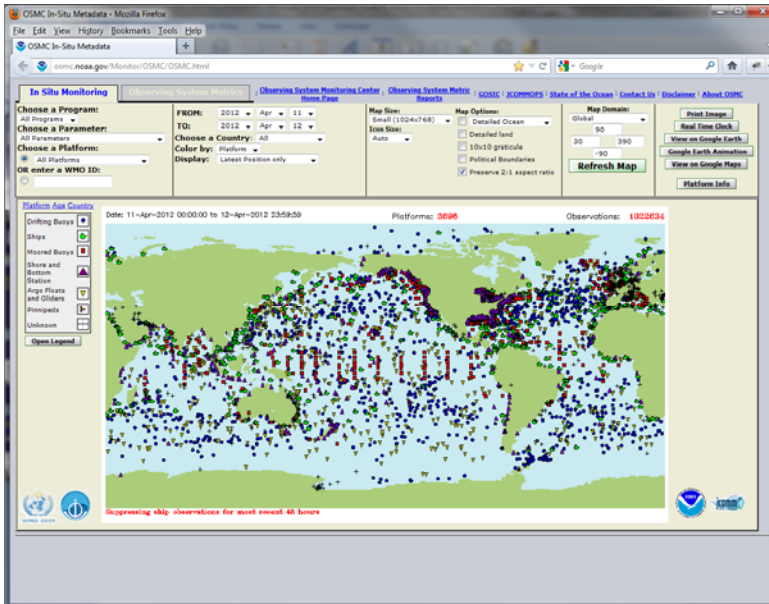 OSMC In-Situ Metadata - Mozilla Firefox
File Edit View History Bookmarks Tools Help
OSMC In-Situ Metadata
osmc.noaa.gov/Monitor/OSMC/OSMC.html
Google
In Situ Monitoring
Observing System Metrics
Observing System Monitoring Center Home Page
Observing System Metric Reports
GOSIC
JCOMMOPS
State of the Ocean
Contact Us
Disclaimer
About OSMC
Choose a Program:
All Programs
Choose a Parameter:
All Parameters
Choose a Platform:
All Platforms
OR enter a WMO ID:
FROM: 2012 Apr 11
TO: 2012 Apr 12
Choose a Country: All
Color by: Platform
Display: Latest Position only
Map Size:
Small (1024x768)
Icon Size:
Auto
Map Options:
Detailed Ocean
Detailed land
10x10 graticule
Political Boundaries
Preserve 2:1 aspect ratio
Map Domain:
Global
90
30 390
-90
Refresh Map
Print Image
Real Time Clock
View on Google Earth
Google Earth Animation
View on Google Maps
Platform Info
Platform Age Country
Drifting Buoys
Ships
Moored Buoys
Shore and
Bottom
Station
Argo Floats
and Gliders
Pinnipeds
Unknown
Open Legend
Date: 11-Apr-2012 00:00:00 to 12-Apr-2012 23:59:59
Platforms: 3696
Observations: 1022634
Suppressing ship observations for most recent 48 hours
jcomm